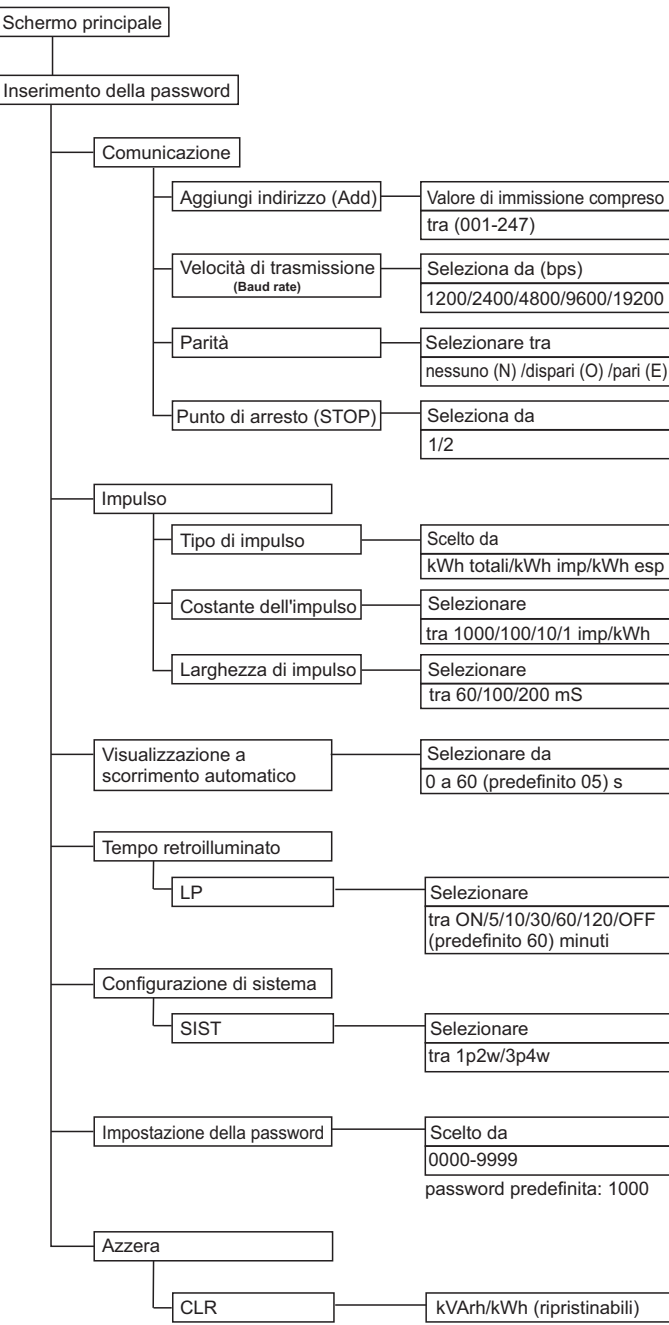 Schermo principale
Inserimento della password
Comunicazione
Aggiungi indirizzo (Add)
Valore di immissione compreso
tra (001-247)
Velocità di trasmissione
(Baud rate)
Seleziona da (bps)
1200/2400/4800/9600/19200
Parità
Selezionare tra
nessuno (N) /dispari (O) /pari (E)
Punto di arresto (STOP)
Seleziona da
1/2
Impulso
Tipo di impulso
Scelto da
kWh totali/kWh imp/kWh esp
Costante dell'impulso
Selezionare
tra 1000/100/10/1 imp/kWh
Larghezza di impulso
Selezionare
tra 60/100/200 mS
Visualizzazione a
scorrimento automatico
Selezionare da
0 a 60 (predefinito 05) s
Tempo retroilluminato
LP
Selezionare
tra ON/5/10/30/60/120/OFF
(predefinito 60) minuti
Configurazione di sistema
SIST
Selezionare
tra 1p2w/3p4w
Impostazione della password
Scelto da
0000-9999
password predefinita: 1000
Azzera
CLR
kVArh/kWh (ripristinabili)